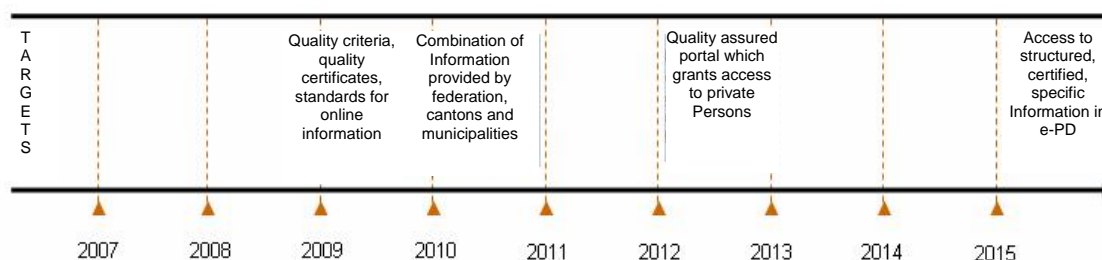 TARGETS
Quality criteria,
quality
certificates,
standards for
online
information
Combination of
Information
provided by
federation,
cantons and
municipalities
Quality assured
portal which
grants access
to private
Persons
Access to
structured,
certified,
specific
Information in
e-PD
2007 2008 2009 2010 2011 2012 2013 2014 2015